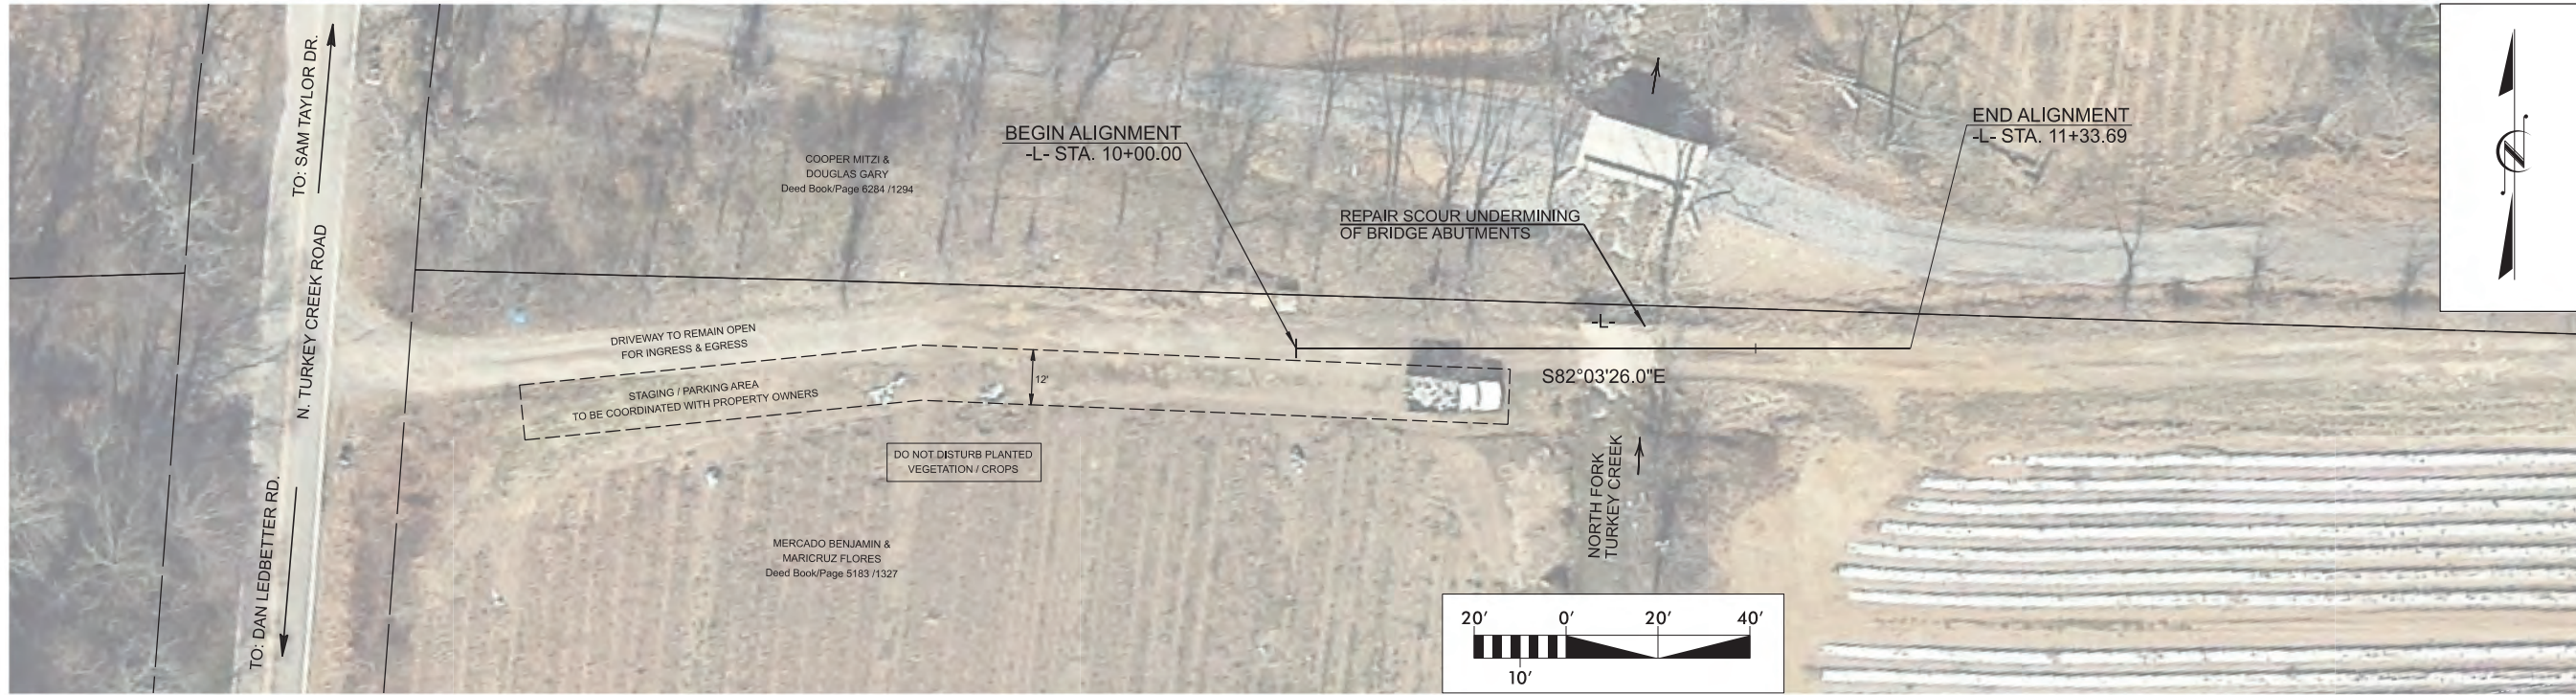 TO: SAM TAYLOR DR.
N. TURKEY CREEK ROAD
TO: DAN LEDBETTER RD.
COOPER MITZI &
DOUGLAS GARY
Deed Book/Page 6284 /1294
BEGIN ALIGNMENT
-L- STA. 10+00.00
REPAIR SCOUR UNDERMINING
OF BRIDGE ABUTMENTS
END ALIGNMENT
-L- STA. 11+33.69
N
DRIVEWAY TO REMAIN OPEN
FOR INGRESS & EGRESS
STAGING / PARKING AREA
TO BE COORDINATED WITH PROPERTY OWNERS
12'
-L-
S82°03'26.0"E
DO NOT DISTURB PLANTED
VEGETATION / CROPS
NORTH FORK
TURKEY CREEK
MERCADO BENJAMIN &
MARICRUZ FLORES
Deed Book/Page 5183 /1327
20' 0' 20' 40'
10'